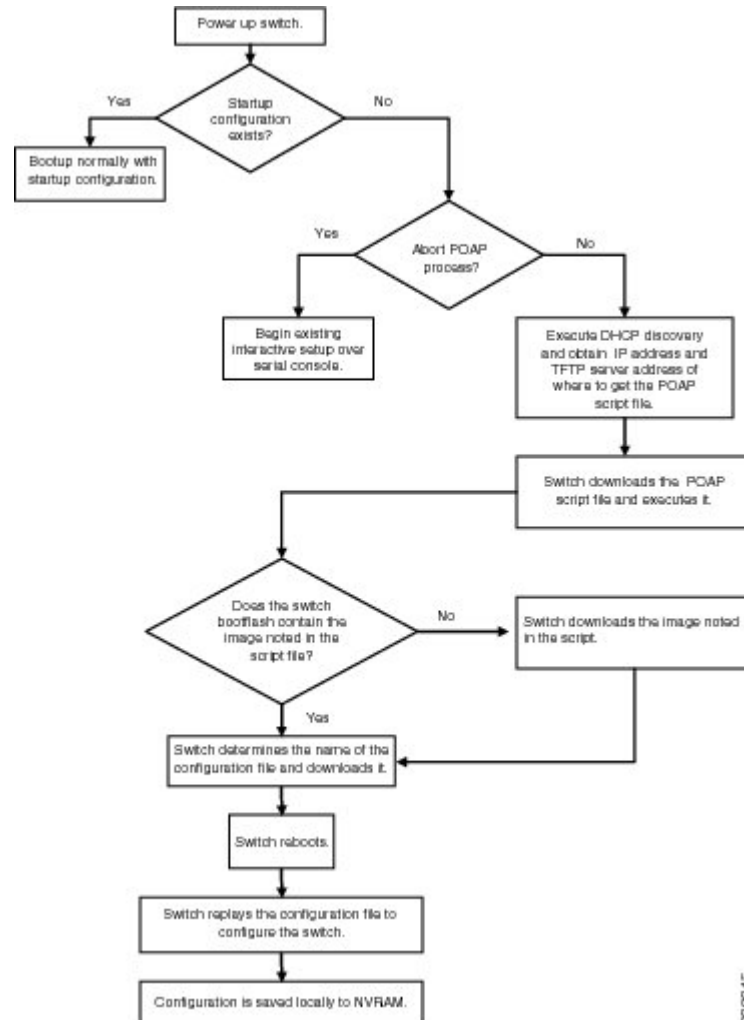 Power up switch.
Yes
Startup
configuration
exists?
No
Bootup normally with
startup configuration.
Yes
Abort POAP
process?
No
Begin existing
interactive setup over
serial console.
Execute DHCP discovery
and obtain IP address and
TFTP server address of
where to get the POAP
script file.
Switch downloads the POAP
script file and executes it.
Does the switch
bootflash contain the
image noted in the
script file?
No
Switch downloads the image noted
in the script.
Yes
Switch determines the name of the
configuration file and downloads it.
Switch reboots.
Switch replays the configuration file to
configure the switch.
Configuration is saved locally to NVRAM.